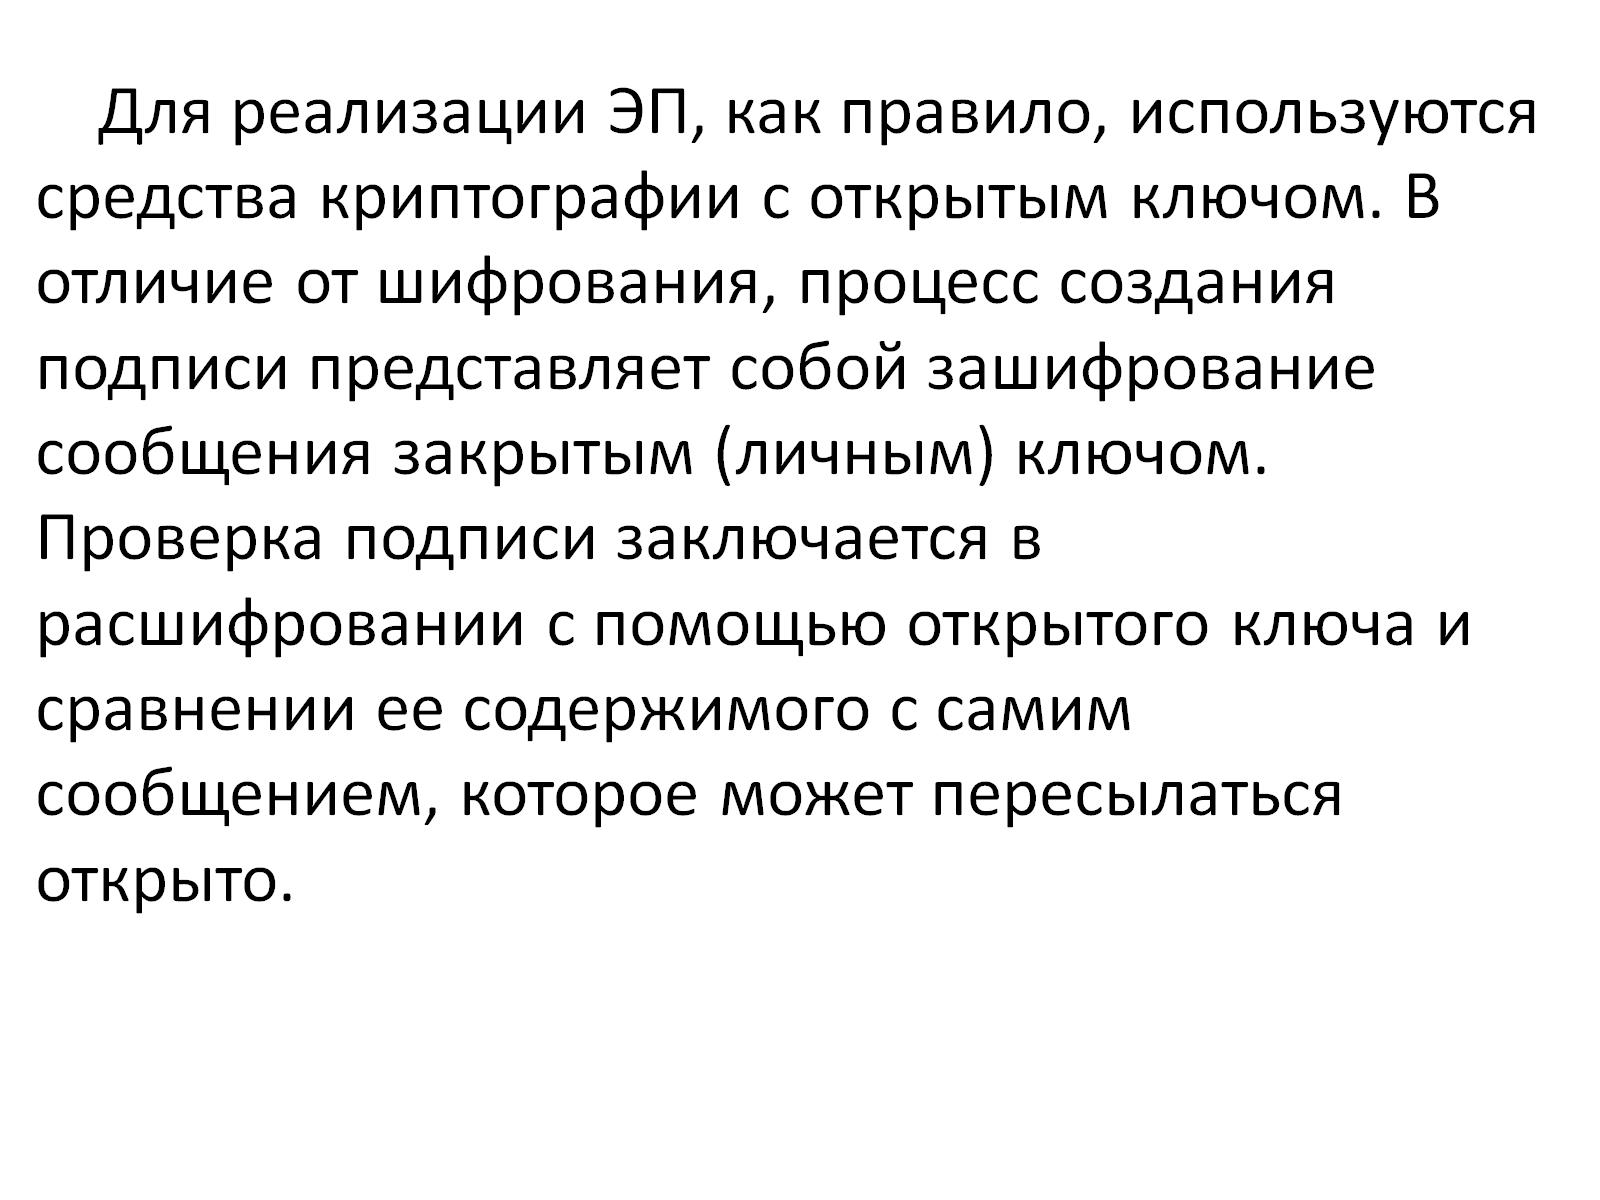 Для реализации ЭП, как правило, используются
средства криптографии с открытым ключом. В
отличие от шифрования, процесс создания
подписи представляет собой зашифрование
сообщения закрытым (личным) ключом.
Проверка подписи заключается в
расшифровании с помощью открытого ключа и
сравнении ее содержимого с самим
сообщением, которое может пересылаться
открыто.